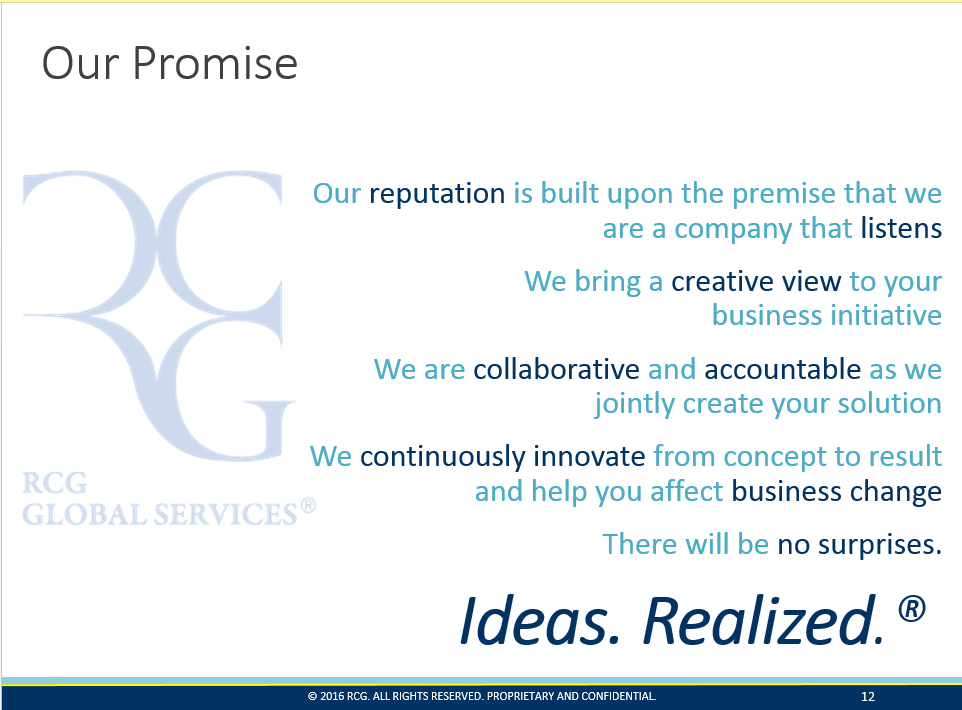 Our Promise
Our reputation is built upon the premise that we
are a company that listens
We bring a creative view to your
business initiative
We are collaborative and accountable as we
jointly create your solution
We continuously innovate from concept to result
and help you affect business change
There will be no surprises.
RCG
GLOBAL SERVICES®
Ideas. Realized. ®
© 2016 RCG. ALL RIGHTS RESERVED. PROPRIETARY AND CONFIDENTIAL.
12